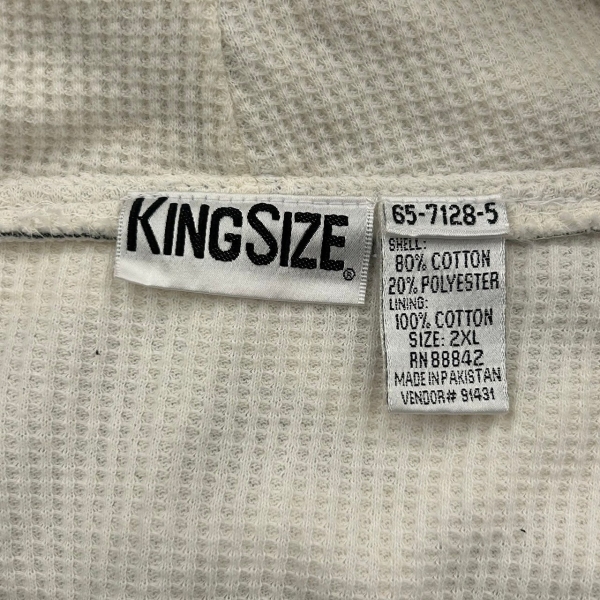 KINGSIZE®
65-7128-5
SHELL:
80% COTTON
20% POLYESTER
LINING:
100% COTTON
SIZE: 2XL
RN 88842
MADE IN PAKISTAN
VENDOR# 91431